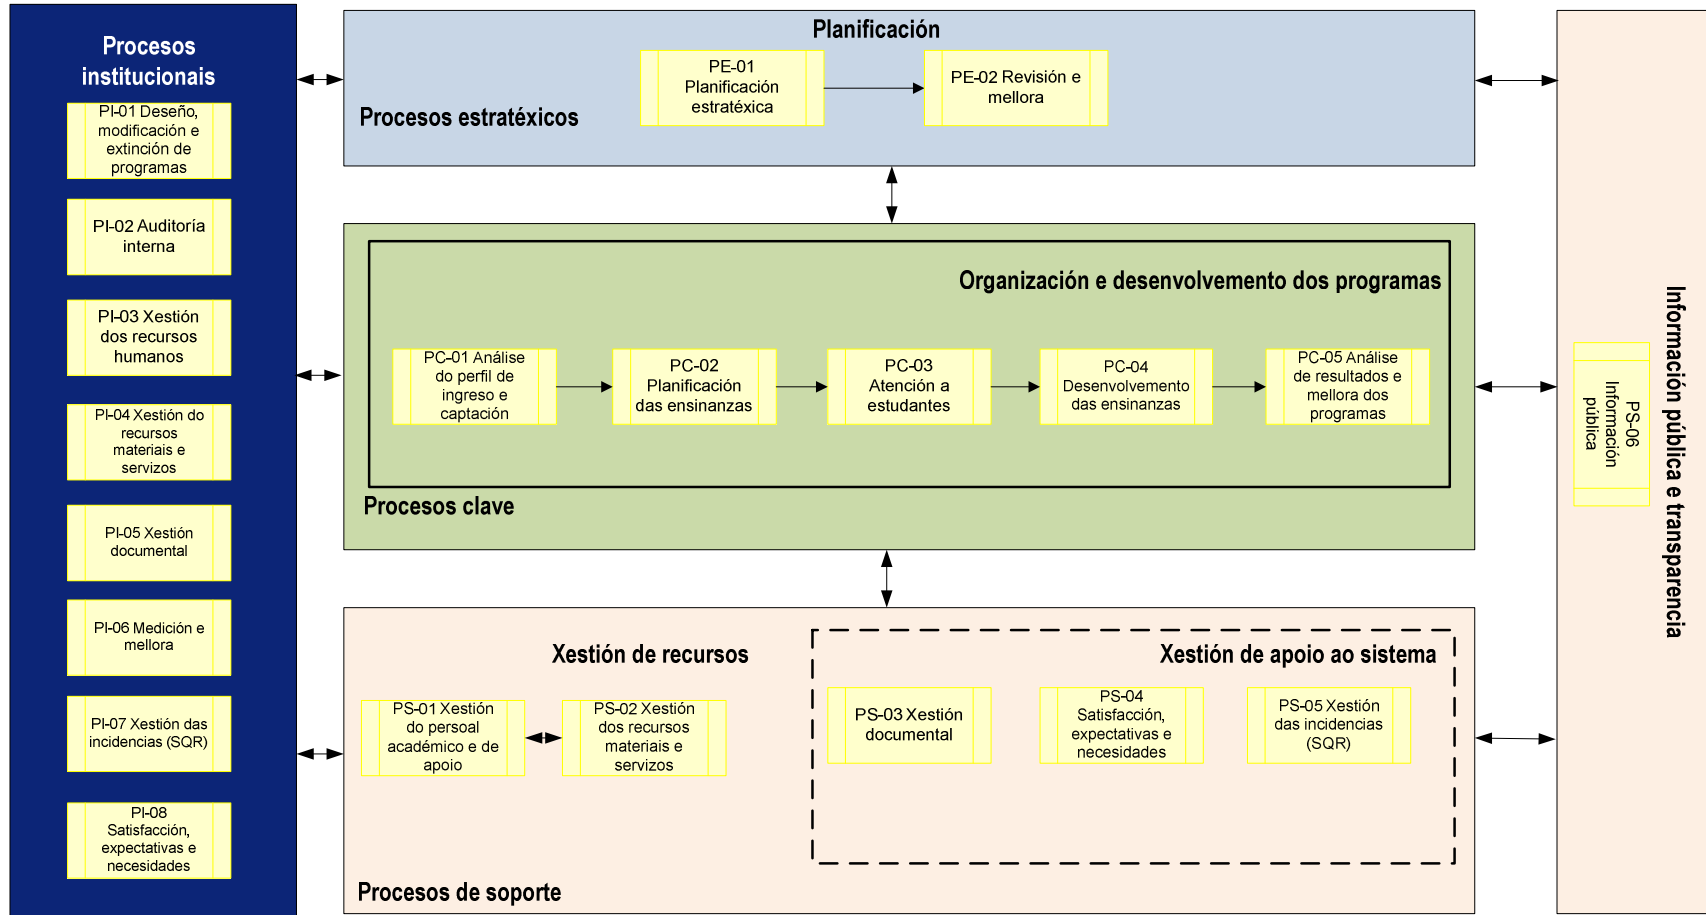 Procesos
institucionais
PI-01 Deseño,
modificación e
extinción de
programas
PI-02 Auditoría
interna
PI-03 Xestión
dos recursos
humanos
PI-04 Xestión do
recursos
materiais e
servizos
PI-05 Xestión
documental
PI-06 Medición e
mellora
PI-07 Xestión das
incidencias (SQR)
PI-08
Satisfacción,
expectativas e
necesidades
Planificación
PE-01
Planificación
estratéxica
PE-02 Revisión e
mellora
Procesos estratéxicos
Organización e desenvolvemento dos programas
PC-01 Análise
do perfil de
ingreso e
captación
PC-02
Planificación
das ensinanzas
PC-03
Atención a
estudantes
PC-04
Desenvolvemento
das ensinanzas
PC-05 Análise
de resultados e
mellora dos
programas
Procesos clave
Xestión de recursos
PS-01 Xestión
do persoal
académico e de
apoio
PS-02 Xestión
dos recursos
materiais e
servizos
Xestión de apoio ao sistema
PS-03 Xestión
documental
PS-04
Satisfacción,
expectativas e
necesidades
PS-05 Xestión
das incidencias
(SQR)
Procesos de soporte
Información pública e transparencia
PS-06
Información
pública